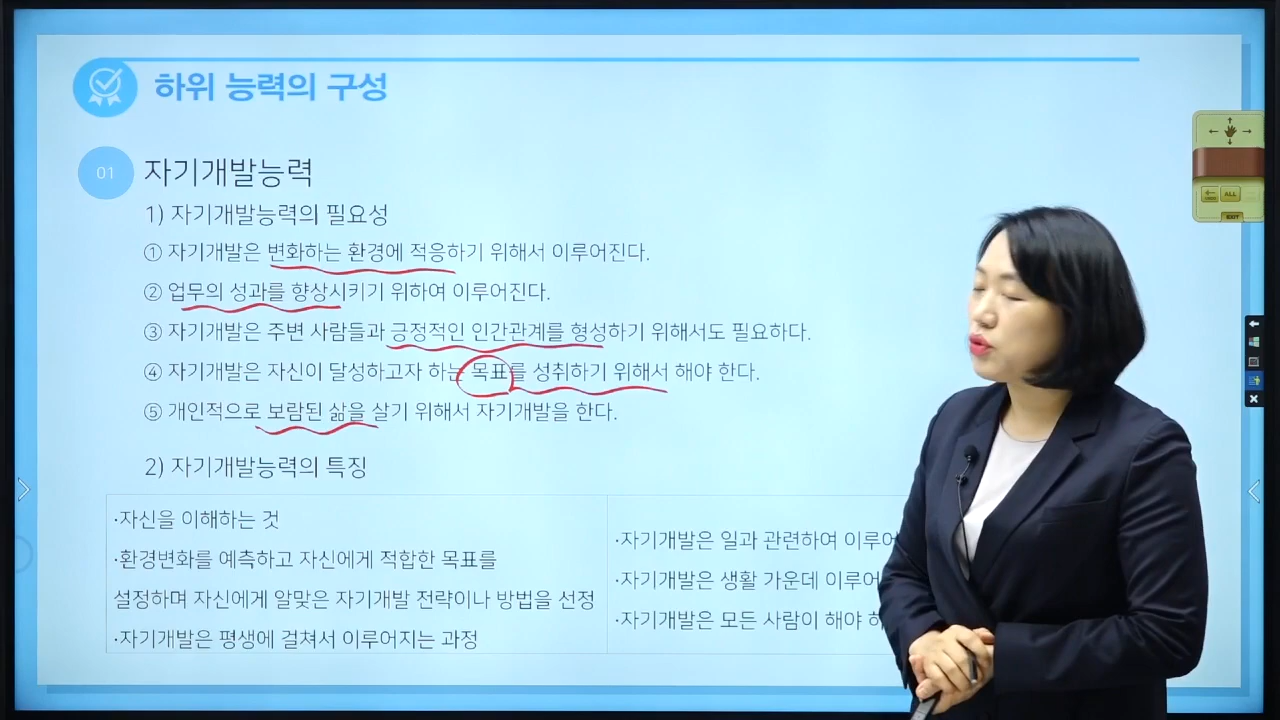 하위 능력의 구성
01
자기개발능력
1) 자기개발능력의 필요성
① 자기개발은 변화하는 환경에 적응하기 위해서 이루어진다.
② 업무의 성과를 향상시키기 위하여 이루어진다.
③ 자기개발은 주변 사람들과 긍정적인 인간관계를 형성하기 위해서도 필요하다.
④ 자기개발은 자신이 달성하고자 하는 목표를 성취하기 위해서 해야 한다.
⑤ 개인적으로 보람된 삶을 살기 위해서 자기개발을 한다.
2) 자기개발능력의 특징
·자신을 이해하는 것
·환경변화를 예측하고 자신에게 적합한 목표를
설정하며 자신에게 알맞은 자기개발 전략이나 방법을 선정
·자기개발은 평생에 걸쳐서 이루어지는 과정
·자기개발은 일과 관련하여 이루어
·자기개발은 생활 가운데 이루어
·자기개발은 모든 사람이 해야 하
ALL
EXIT